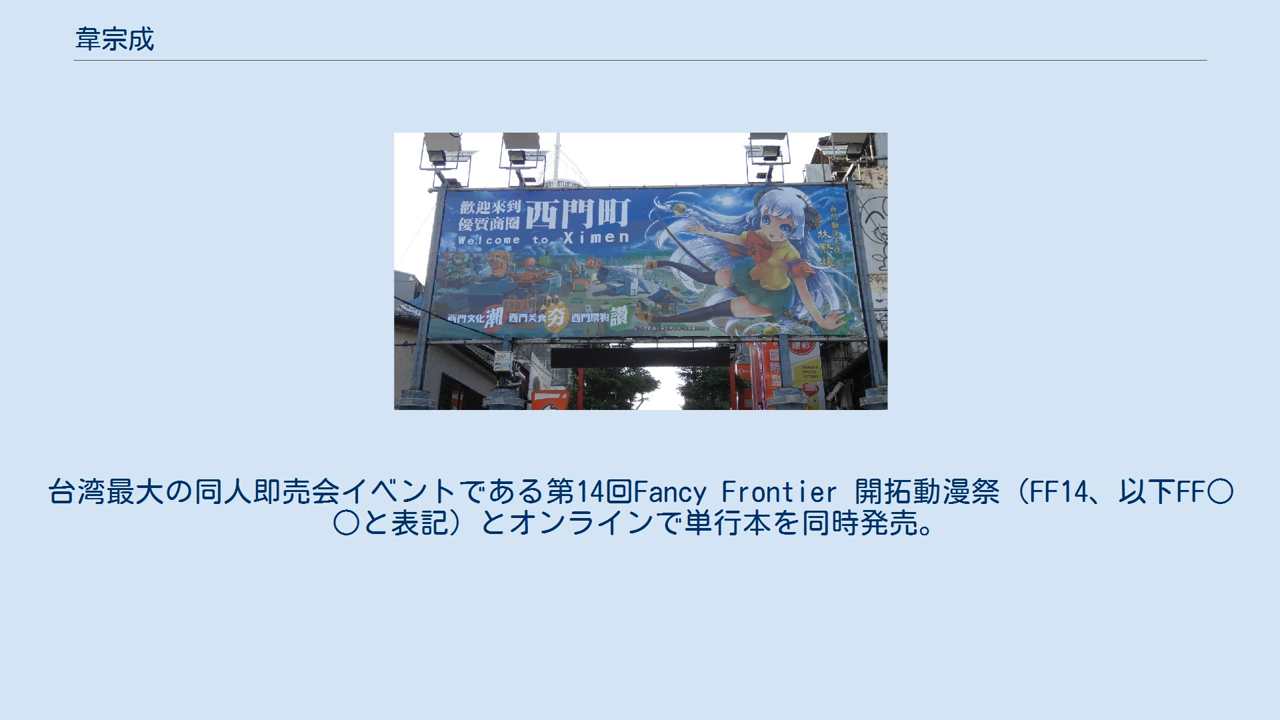 韋宗成
歡迎來到
優質商圈
西門町
Welcome to Ximen
西門文化潮 西門美食夯 西門購物讚
台湾最大の同人即売会イベントである第14回Fancy Frontier 開拓動漫祭（FF14、以下FF〇
〇と表記）とオンラインで単行本を同時発売。